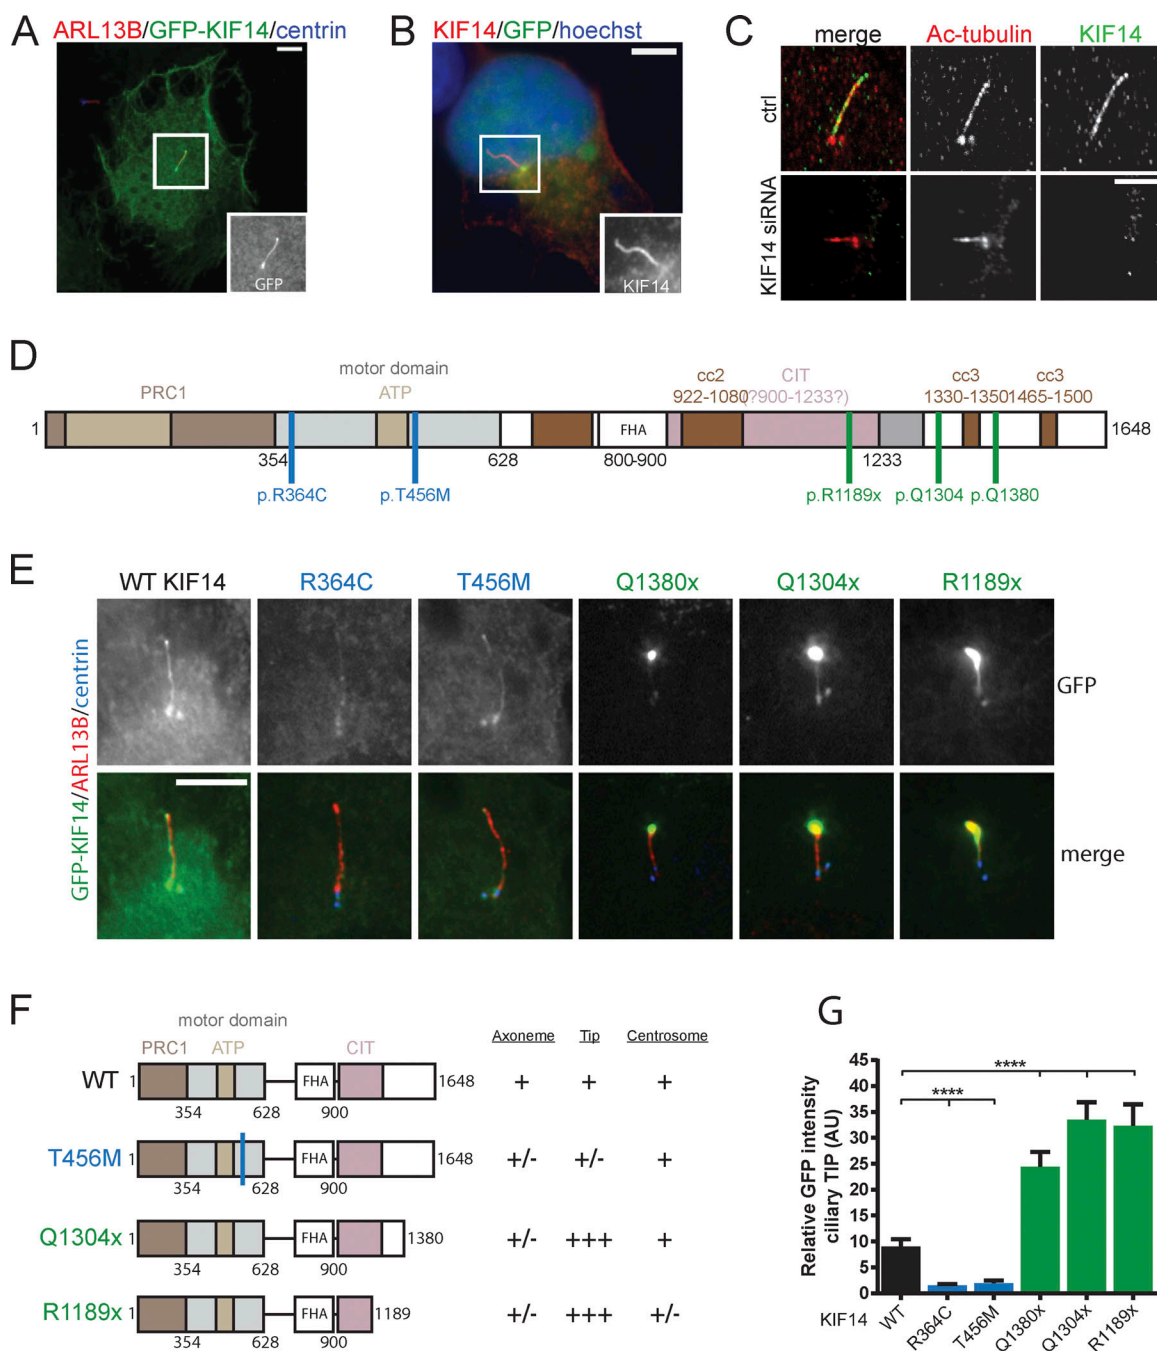 A
ARL13B/GFP-KIF14/centrin
GFP
B
KIF14/GFP/hoechst
KIF14
C
merge Ac-tubulin KIF14
ctrl
KIF14 siRNA
D
motor domain
PRC1 ATP
cc2 CIT cc3 cc3
922-1080 (?900-1233?) 1330-1350 1465-1500
1 FHA 1648
354 628 800-900 1233
p.R364C p.T456M p.R1189x p.Q1304 p.Q1380
E
WT KIF14 R364C T456M Q1380x Q1304x R1189x
GFP-KIF14/ARL13B/centrin
GFP
merge
F
motor domain
PRC1 ATP CIT
Axoneme Tip Centrosome
WT 1 FHA 1648 + + +
354 628 900
T456M 1 FHA 1648 +/- +/- +
354 628 900
Q1304x 1 FHA 1380 +/- +++ +
354 628 900
R1189x 1 FHA 1189 +/- +++ +/-
354 628 900
G
Relative GFP intensity
ciliary TIP (AU)
45
40
35
30
25
20
15
10
5
0
****
****
KIF14 WT R364C T456M Q1380x Q1304x R1189x